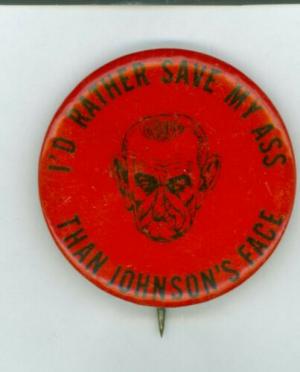 I'D RATHER SAVE MY ASS
THAN JOHNSON'S FACE